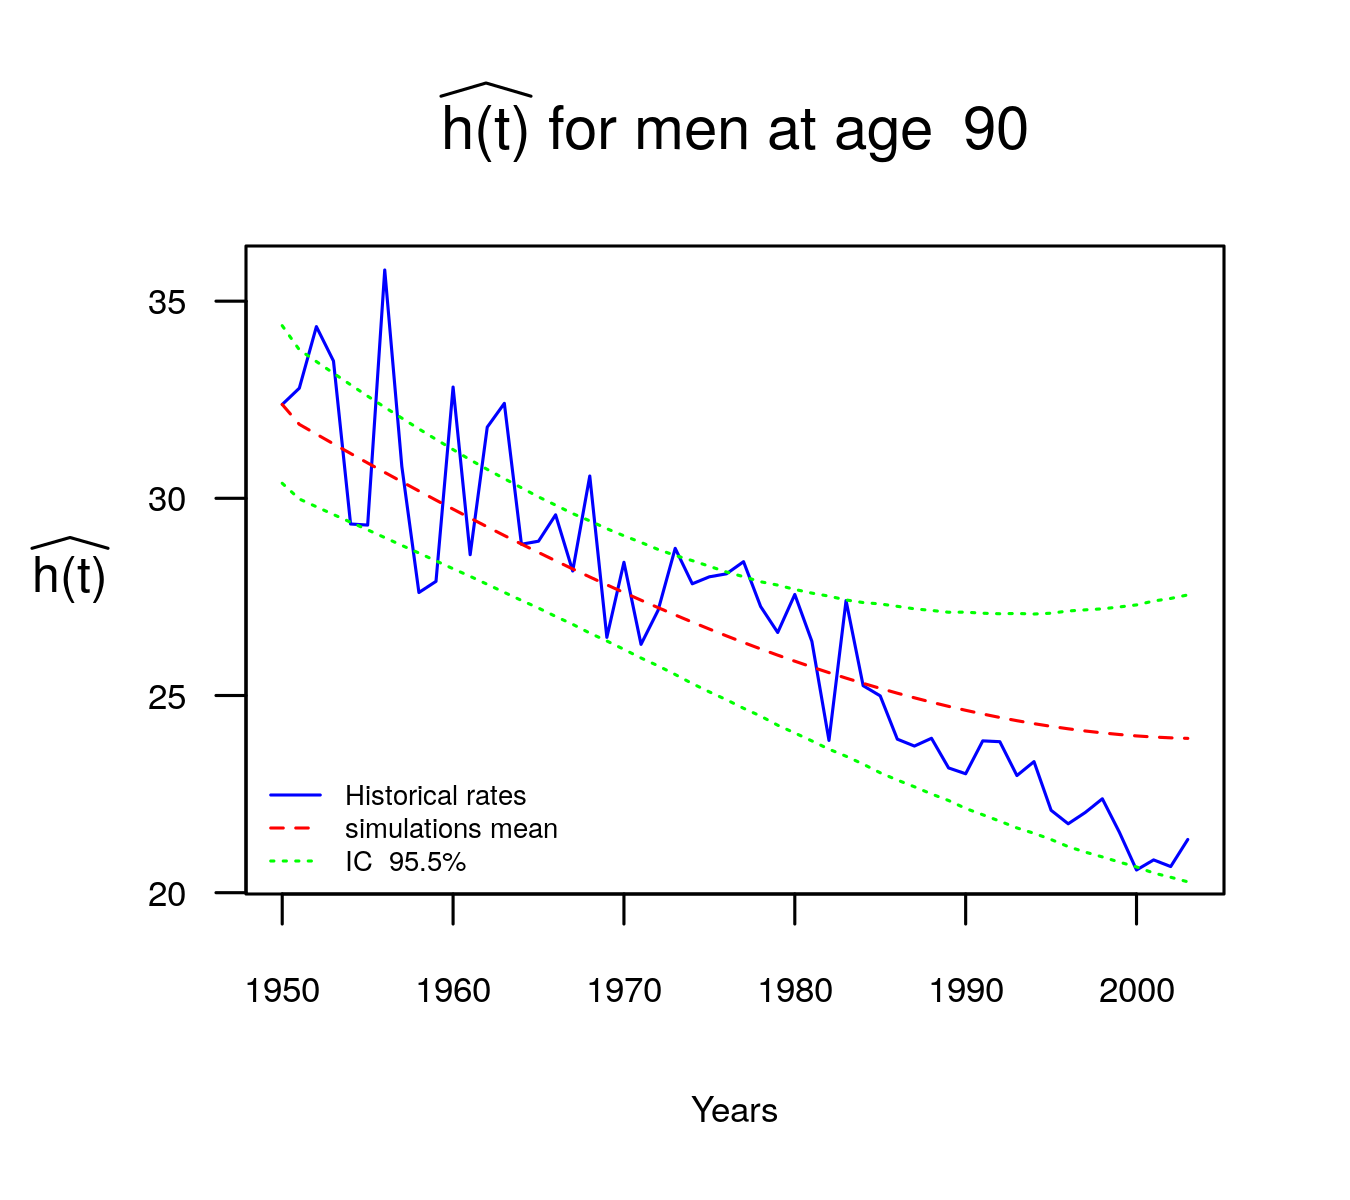 h(t) for men at age 90
h(t)
35
30
25
20
Historical rates
simulations mean
IC 95.5%
1950 1960 1970 1980 1990 2000
Years